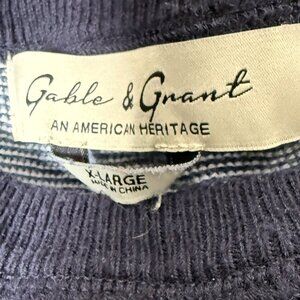 Gable & Grant
AN AMERICAN HERITAGE
X-LARGE
MADE IN CHINA